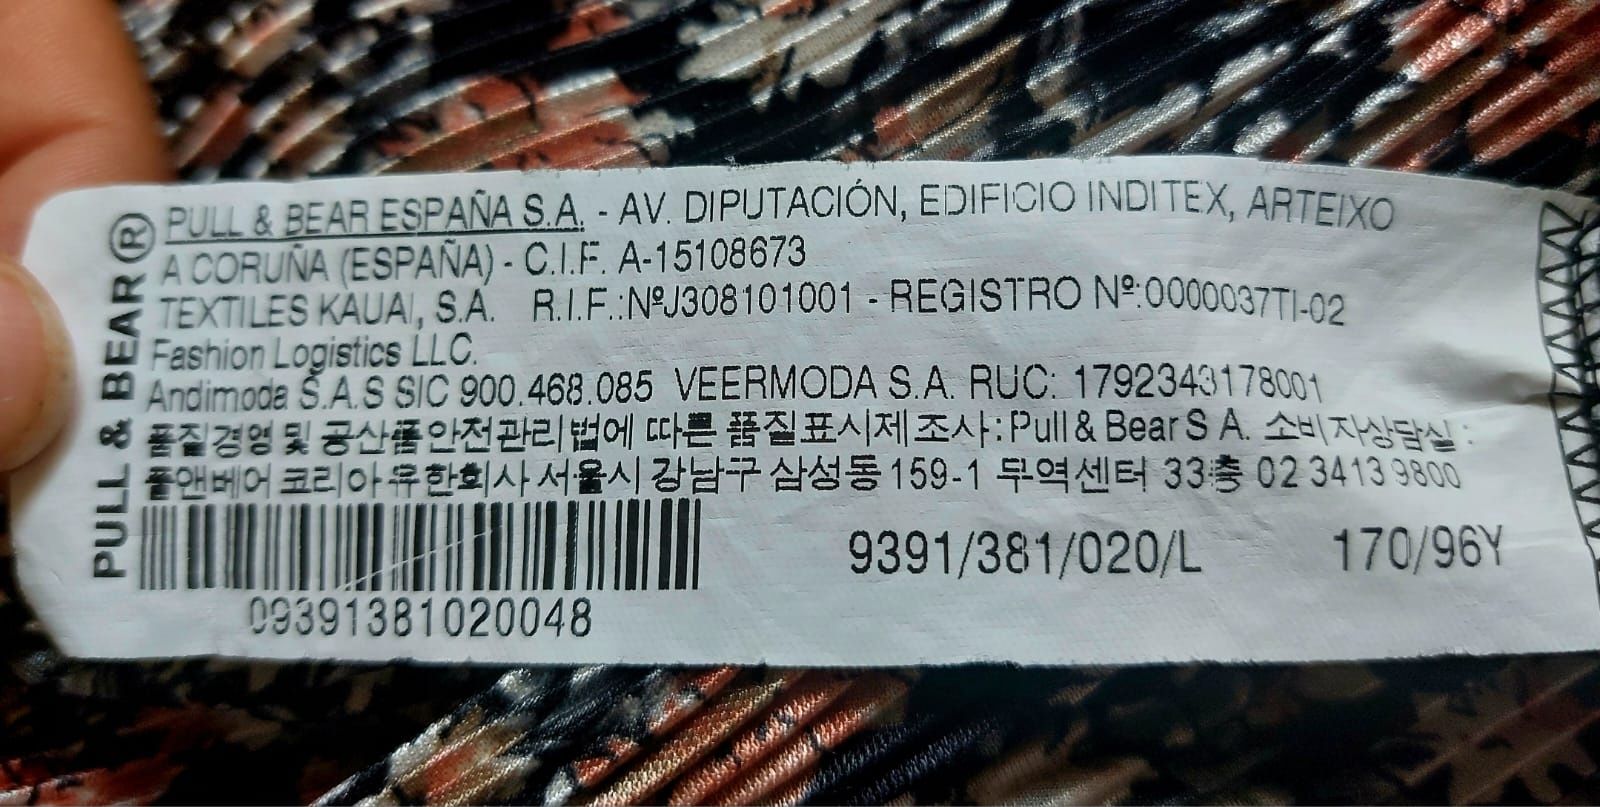 PULL & BEAR®
PULL & BEAR ESPAÑA S.A. - AV. DIPUTACIÓN, EDIFICIO INDITEX, ARTEIXO
A CORUÑA (ESPAÑA) - C.I.F. A-15108673
TEXTILES KAUAI, S.A. R.I.F.:NºJ308101001 - REGISTRO Nº:0000037TI-02
Fashion Logistics LLC.
Andimoda S.A.S SIC 900.468.085 VEERMODA S.A. RUC: 1792343178001
품질경영 및 공산품안전관리법에 따른 품질표시제조사:Pull & Bear S A. 소비자상담실 :
풀앤베어 코리아 유한회사 서울시 강남구 삼성동 159-1 무역센터 33층 02 3413 9800
9391/381/020/L 170/96Y
09391381020048